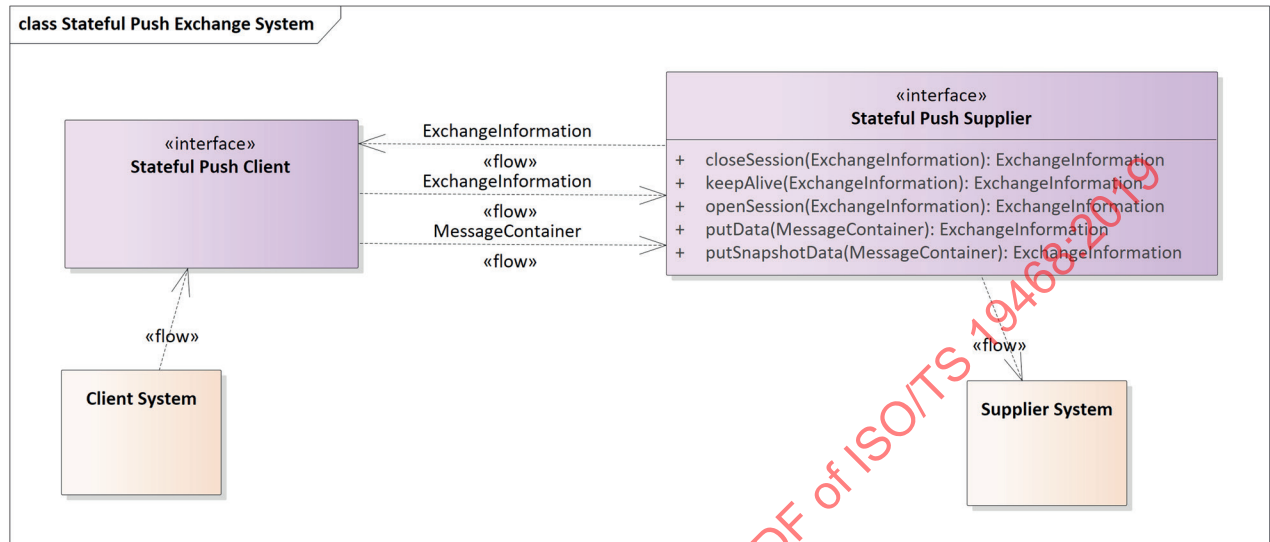 class Stateful Push Exchange System
«interface»
Stateful Push Client
ExchangeInformation
«flow»
ExchangeInformation
«flow»
MessageContainer
«flow»
«interface»
Stateful Push Supplier
+ closeSession(ExchangeInformation): ExchangeInformation
+ keepAlive(ExchangeInformation): ExchangeInformation
+ openSession(ExchangeInformation): ExchangeInformation
+ putData(MessageContainer): ExchangeInformation
+ putSnapshotData(MessageContainer): ExchangeInformation
«flow»
«flow»
Client System
Supplier System
PDF of ISO/TS 19468:2019